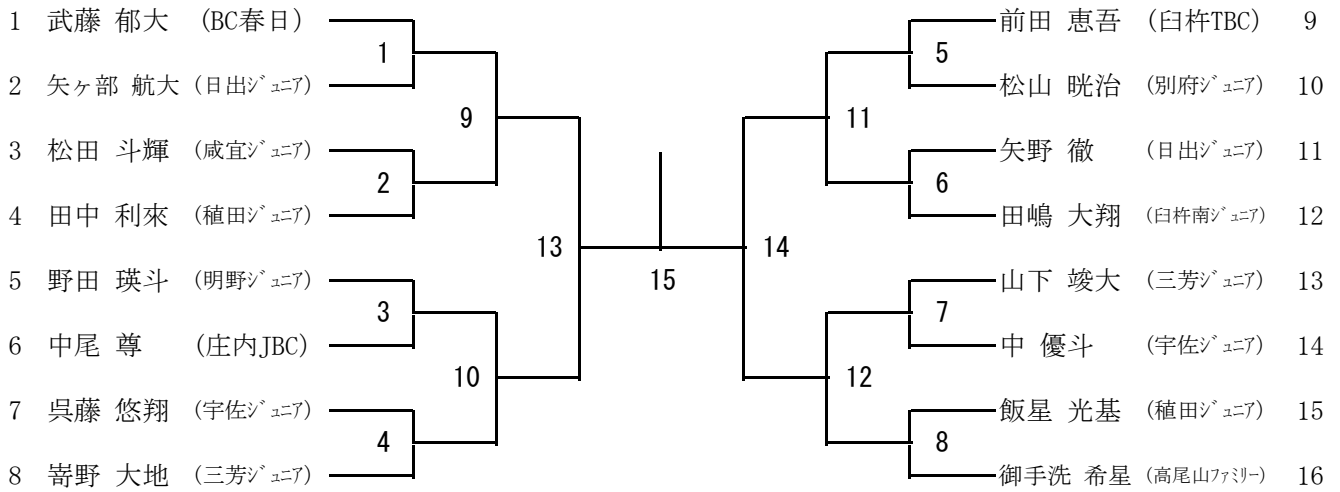 1 武藤 郁大 (BC春日)
1
2 矢ヶ部 航大 (日出ジュニア)
9
3 松田 斗輝 (咸宜ジュニア)
2
4 田中 利來 (稙田ジュニア)
13
5 野田 瑛斗 (明野ジュニア)
3
6 中尾 尊 (庄内JBC)
10
7 呉藤 悠翔 (宇佐ジュニア)
4
8 嵜野 大地 (三芳ジュニア)
15
前田 恵吾 (臼杵TBC) 9
5
松山 晄治 (別府ジュニア) 10
11
矢野 徹 (日出ジュニア) 11
6
田嶋 大翔 (臼杵南ジュニア) 12
14
山下 竣大 (三芳ジュニア) 13
7
中 優斗 (宇佐ジュニア) 14
12
飯星 光基 (稙田ジュニア) 15
8
御手洗 希星 (高尾山ファミリー) 16